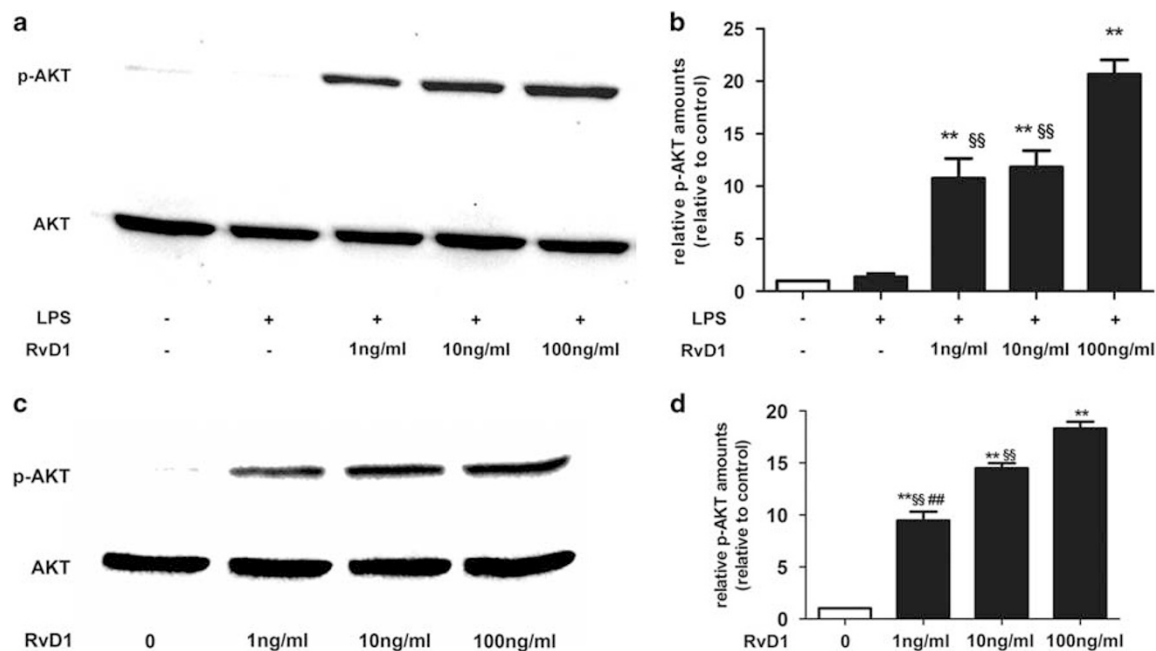 a
p-AKT
AKT
LPS - + + + +
RvD1 - - 1ng/ml 10ng/ml 100ng/ml
b
relative p-AKT amounts
(relative to control)
25
20
15
10
5
0
** §§
** §§
**
LPS - + + + +
RvD1 - - 1ng/ml 10ng/ml 100ng/ml
c
p-AKT
AKT
RvD1 0 1ng/ml 10ng/ml 100ng/ml
d
relative p-AKT amounts
(relative to control)
20
15
10
5
0
**§§ ##
** §§
**
RvD1 0 1ng/ml 10ng/ml 100ng/ml